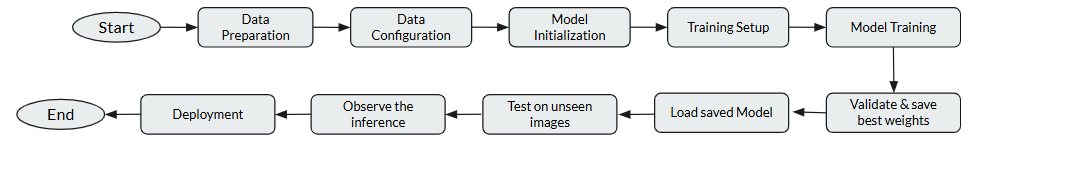 Start
Data
Preparation
Data
Configuration
Model
Initialization
Training Setup
Model Training
Validate & save
best weights
Load saved Model
Test on unseen
images
Observe the
inference
Deployment
End